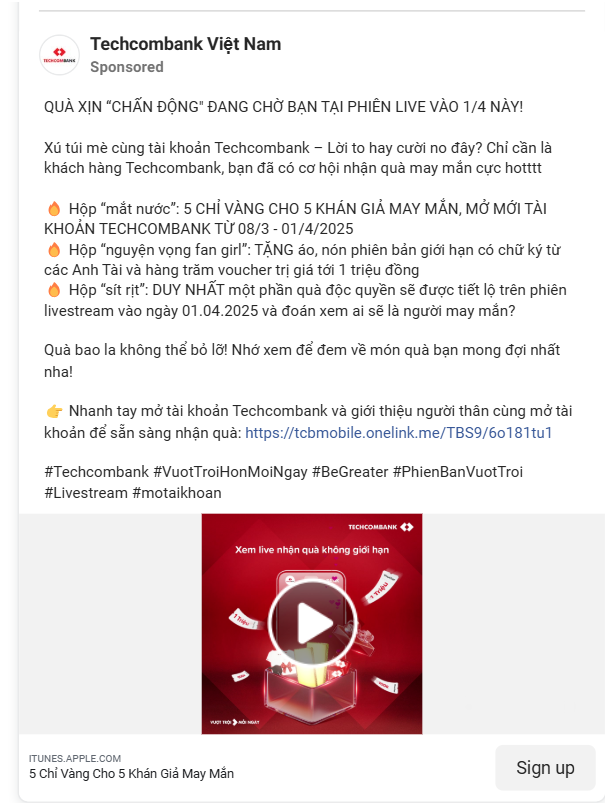 TECHCOMBANK
Techcombank Việt Nam
Sponsored
QUÀ XỊN “CHẤN ĐỘNG" ĐANG CHỜ BẠN TẠI PHIÊN LIVE VÀO 1/4 NÀY!
Xú túi mè cùng tài khoản Techcombank – Lời to hay cười no đây? Chỉ cần là
khách hàng Techcombank, bạn đã có cơ hội nhận quà may mắn cực hotttt
🔥 Hộp “mắt nước”: 5 CHỈ VÀNG CHO 5 KHÁN GIẢ MAY MẮN, MỞ MỚI TÀI
KHOẢN TECHCOMBANK TỪ 08/3 - 01/4/2025
🔥 Hộp “nguyện vọng fan girl”: TẶNG áo, nón phiên bản giới hạn có chữ ký từ
các Anh Tài và hàng trăm voucher trị giá tới 1 triệu đồng
🔥 Hộp “sít rịt”: DUY NHẤT một phần quà độc quyền sẽ được tiết lộ trên phiên
livestream vào ngày 01.04.2025 và đoán xem ai sẽ là người may mắn?
Quà bao la không thể bỏ lỡ! Nhớ xem để đem về món quà bạn mong đợi nhất
nha!
👉 Nhanh tay mở tài khoản Techcombank và giới thiệu người thân cùng mở tài
khoản để sẵn sàng nhận quà: https://tcbmobile.onelink.me/TBS9/6o181tu1
#Techcombank #VuotTroiHonMoiNgay #BeGreater #PhienBanVuotTroi
#Livestream #motaikhoan
TECHCOMBANK
Xem live nhận quà không giới hạn
1 Triệu
1 Triệu
VƯỢT TRỘI MỖI NGÀY
ITUNES.APPLE.COM
5 Chỉ Vàng Cho 5 Khán Giả May Mắn
Sign up